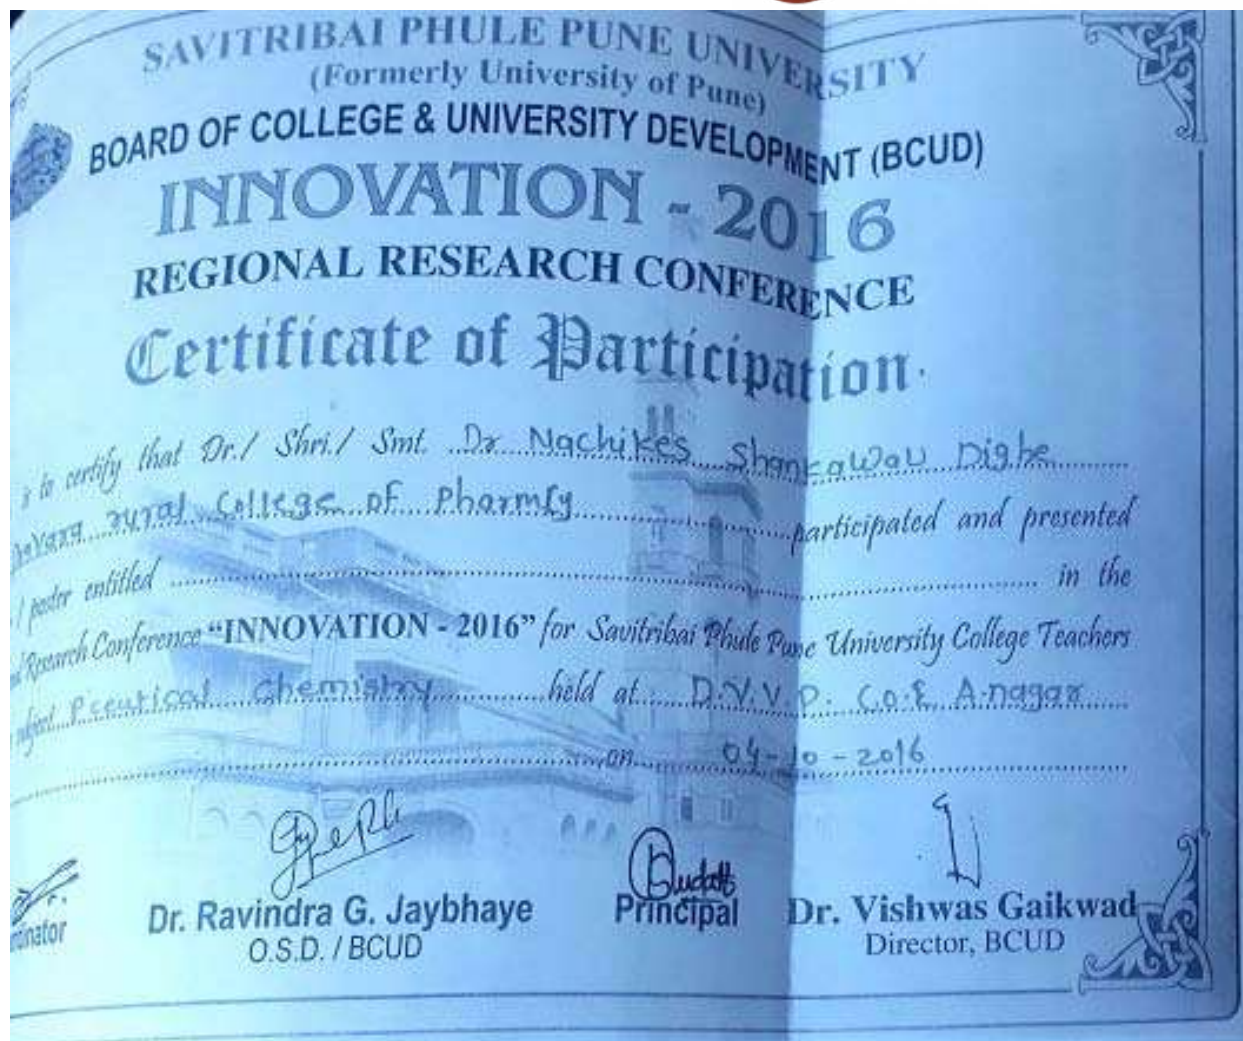 SAVITRIBAI PHULE PUNE UNIVERSITY
(Formerly University of Pune)
BOARD OF COLLEGE & UNIVERSITY DEVELOPMENT (BCUD)
INNOVATION - 2016
REGIONAL RESEARCH CONFERENCE
Certificate of Participation
is to certify that Dr./ Shri./ Smt. Dr Nachikes Dighe
rural College of participated and presented
/ poster entitled in the
Research Conference "INNOVATION - 2016" for Savitribai Phule Pune University College Teachers
Pceutical Chemistry held at D.V.V.P. C.O.E A.nagar
on 04-10-2016
Dr. Ravindra G. Jaybhaye
O.S.D. / BCUD
Principal
Dr. Vishwas Gaikwad
Director, BCUD